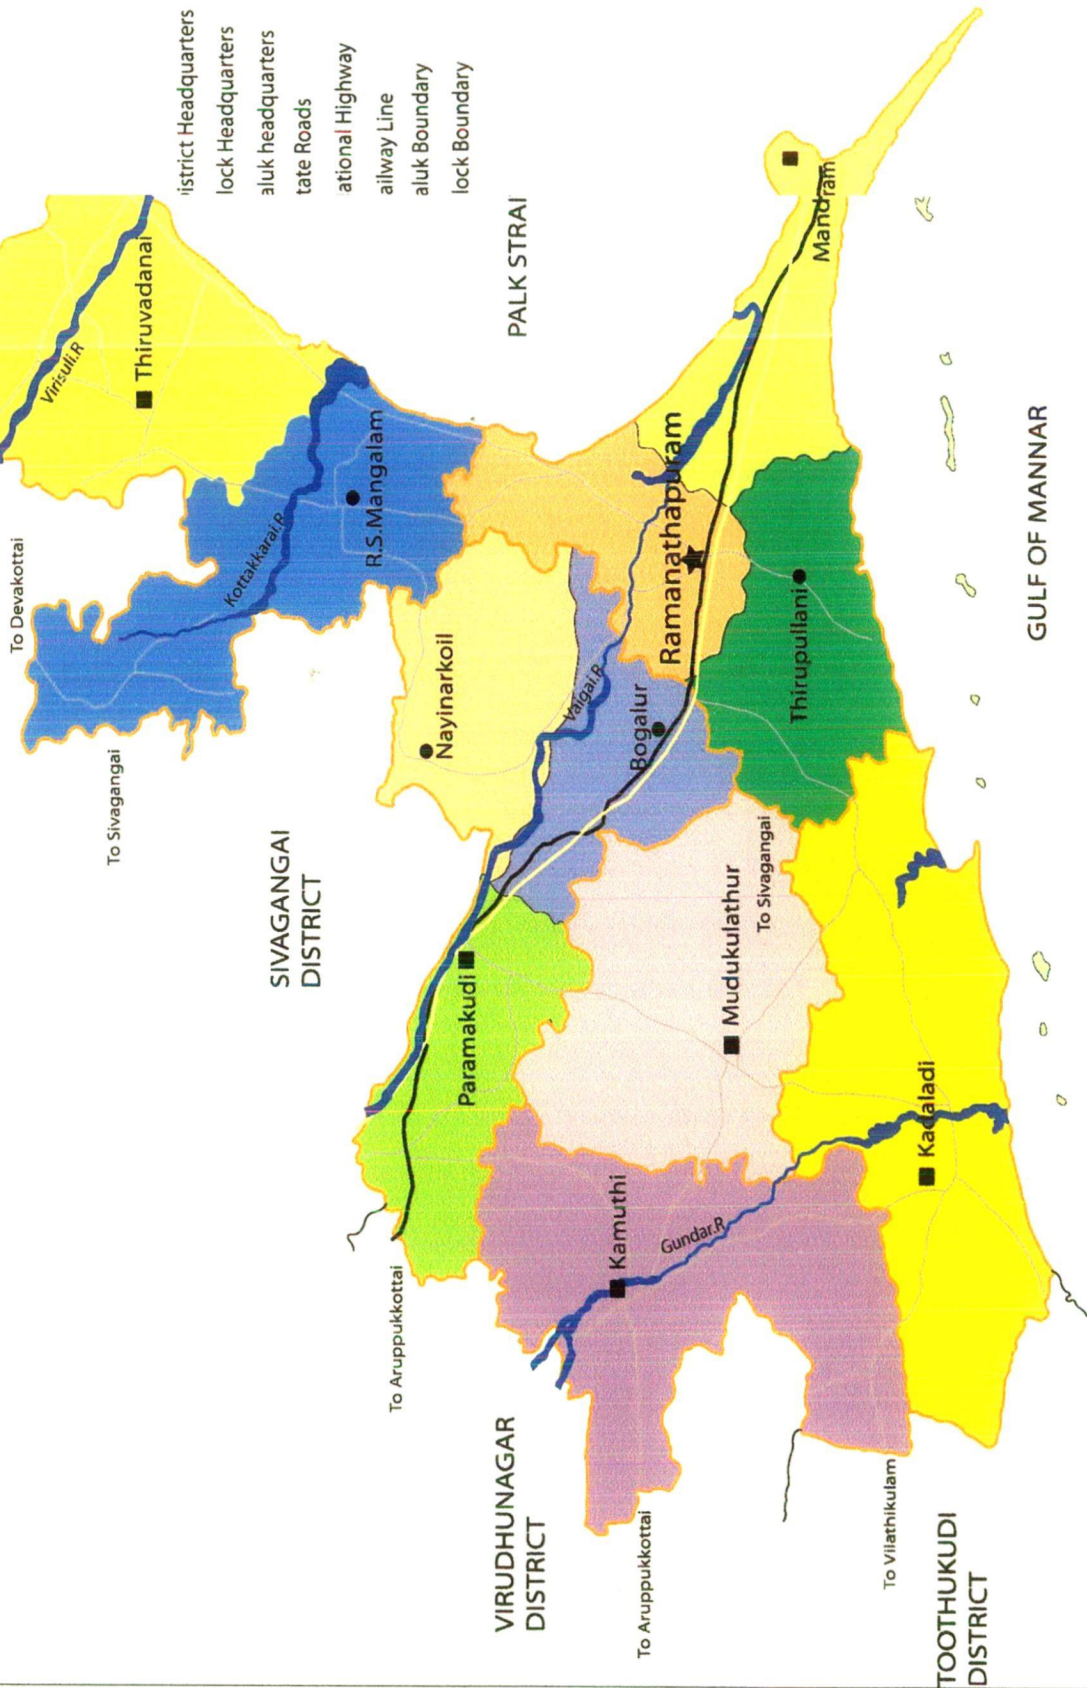 istrict Headquarters
lock Headquarters
aluk headquarters
tate Roads
ational Highway
ailway Line
aluk Boundary
lock Boundary
To Devakottai
Virisuli.R
Thiruvadanai
Kottakkarai.R
R.S.Mangalam
To Sivagangai
PALK STRAI
SIVAGANGAI
DISTRICT
Nayinarkoil
Vaigai.R
Ramanathapuram
Mandram
Bogalur
Thirupullani
Paramakudi
Mudukulathur
To Sivagangai
To Aruppukkottai
Kamuthi
Gundar.R
Kadaladi
GULF OF MANNAR
VIRUDHUNAGAR
DISTRICT
To Aruppukkottai
To Vilathikulam
TOOTHUKUDI
DISTRICT